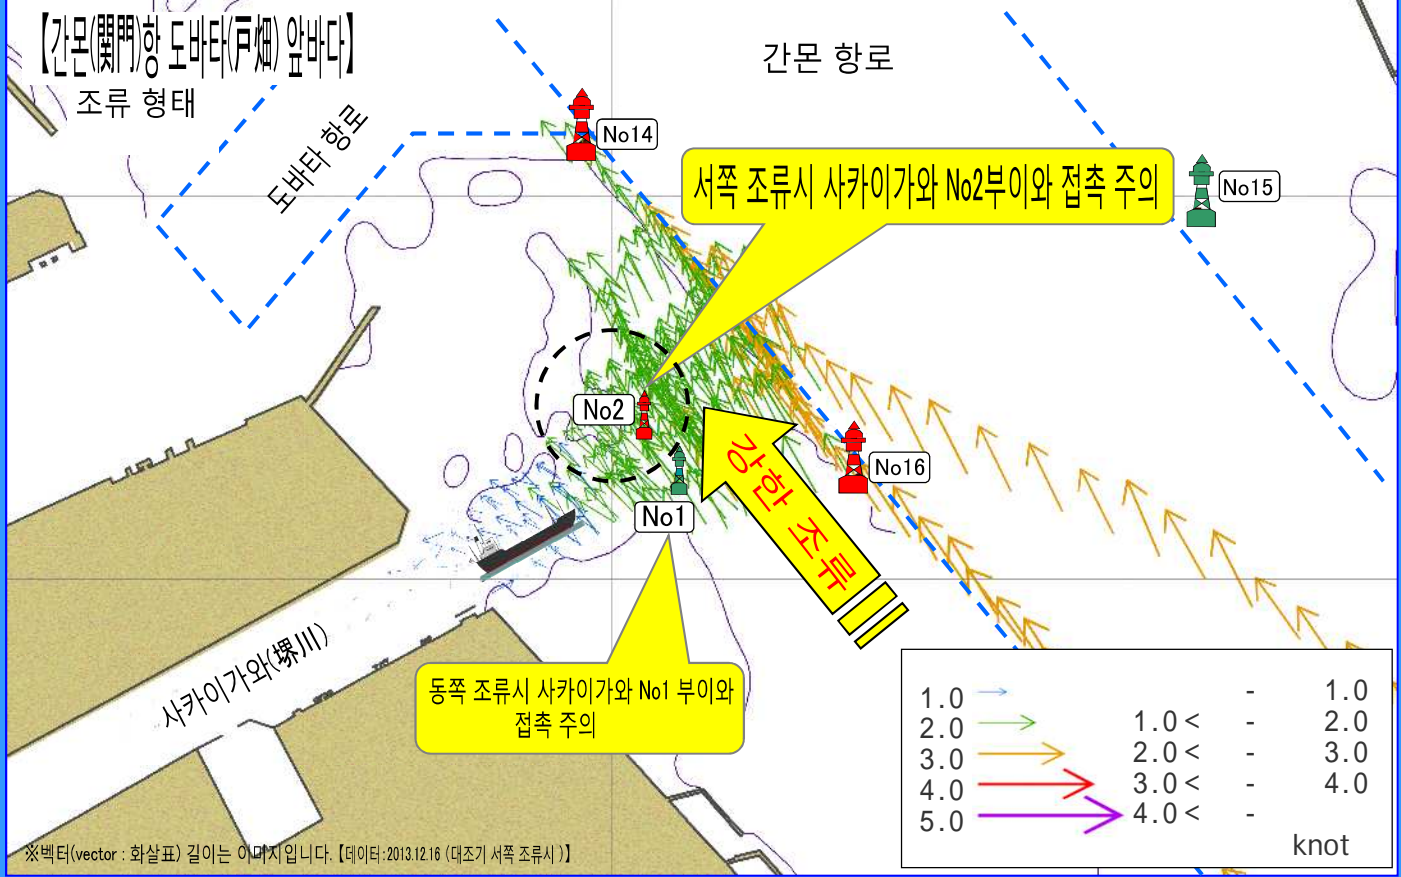 【간몬(関門)항 도바타(戸畑) 앞바다】
조류 형태
간몬 항로
도바타 항로
No14
서쪽 조류시 사카이가와 No2부이와 접촉 주의
No15
No2
No16
강한 조류
No1
사카이가와(堺川)
동쪽 조류시 사카이가와 No1 부이와
접촉 주의
1.0 - 1.0
2.0 1.0< - 2.0
3.0 2.0< - 3.0
4.0 3.0< - 4.0
5.0 4.0< -
knot
※벡터(vector : 화살표) 길이는 이미지입니다.【데이터:2013.12.16 (대조기 서쪽 조류시 )】